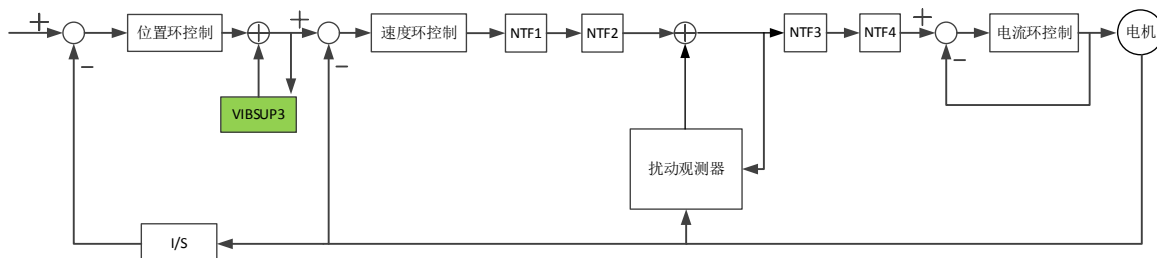 +
位置环控制
+
速度环控制
NTF1
NTF2
NTF3
NTF4
+
电流环控制
电机
−
−
−
VIBSUP3
扰动观测器
I/S